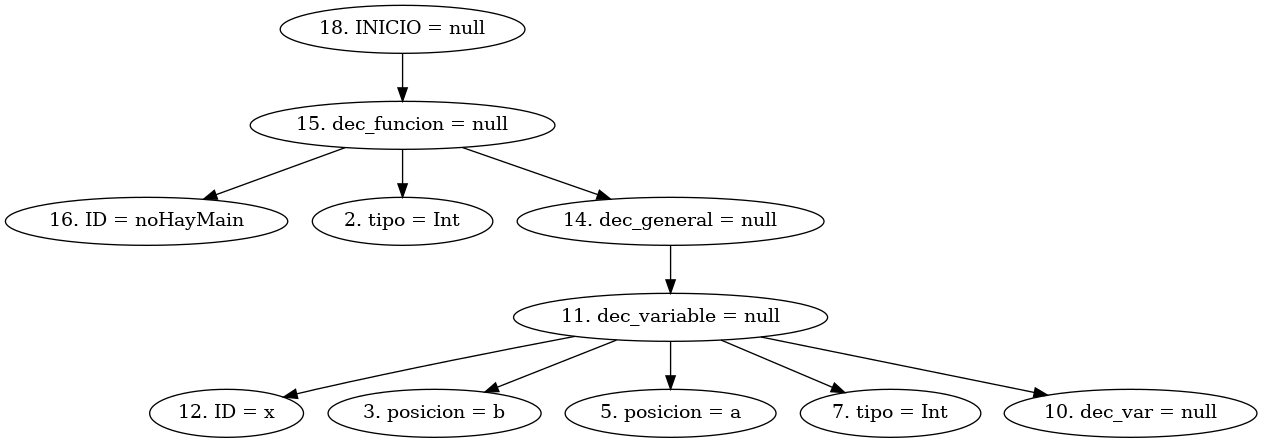 18. INICIO = null
15. dec_funcion = null
16. ID = noHayMain
2. tipo = Int
14. dec_general = null
11. dec_variable = null
12. ID = x
3. posicion = b
5. posicion = a
7. tipo = Int
10. dec_var = null